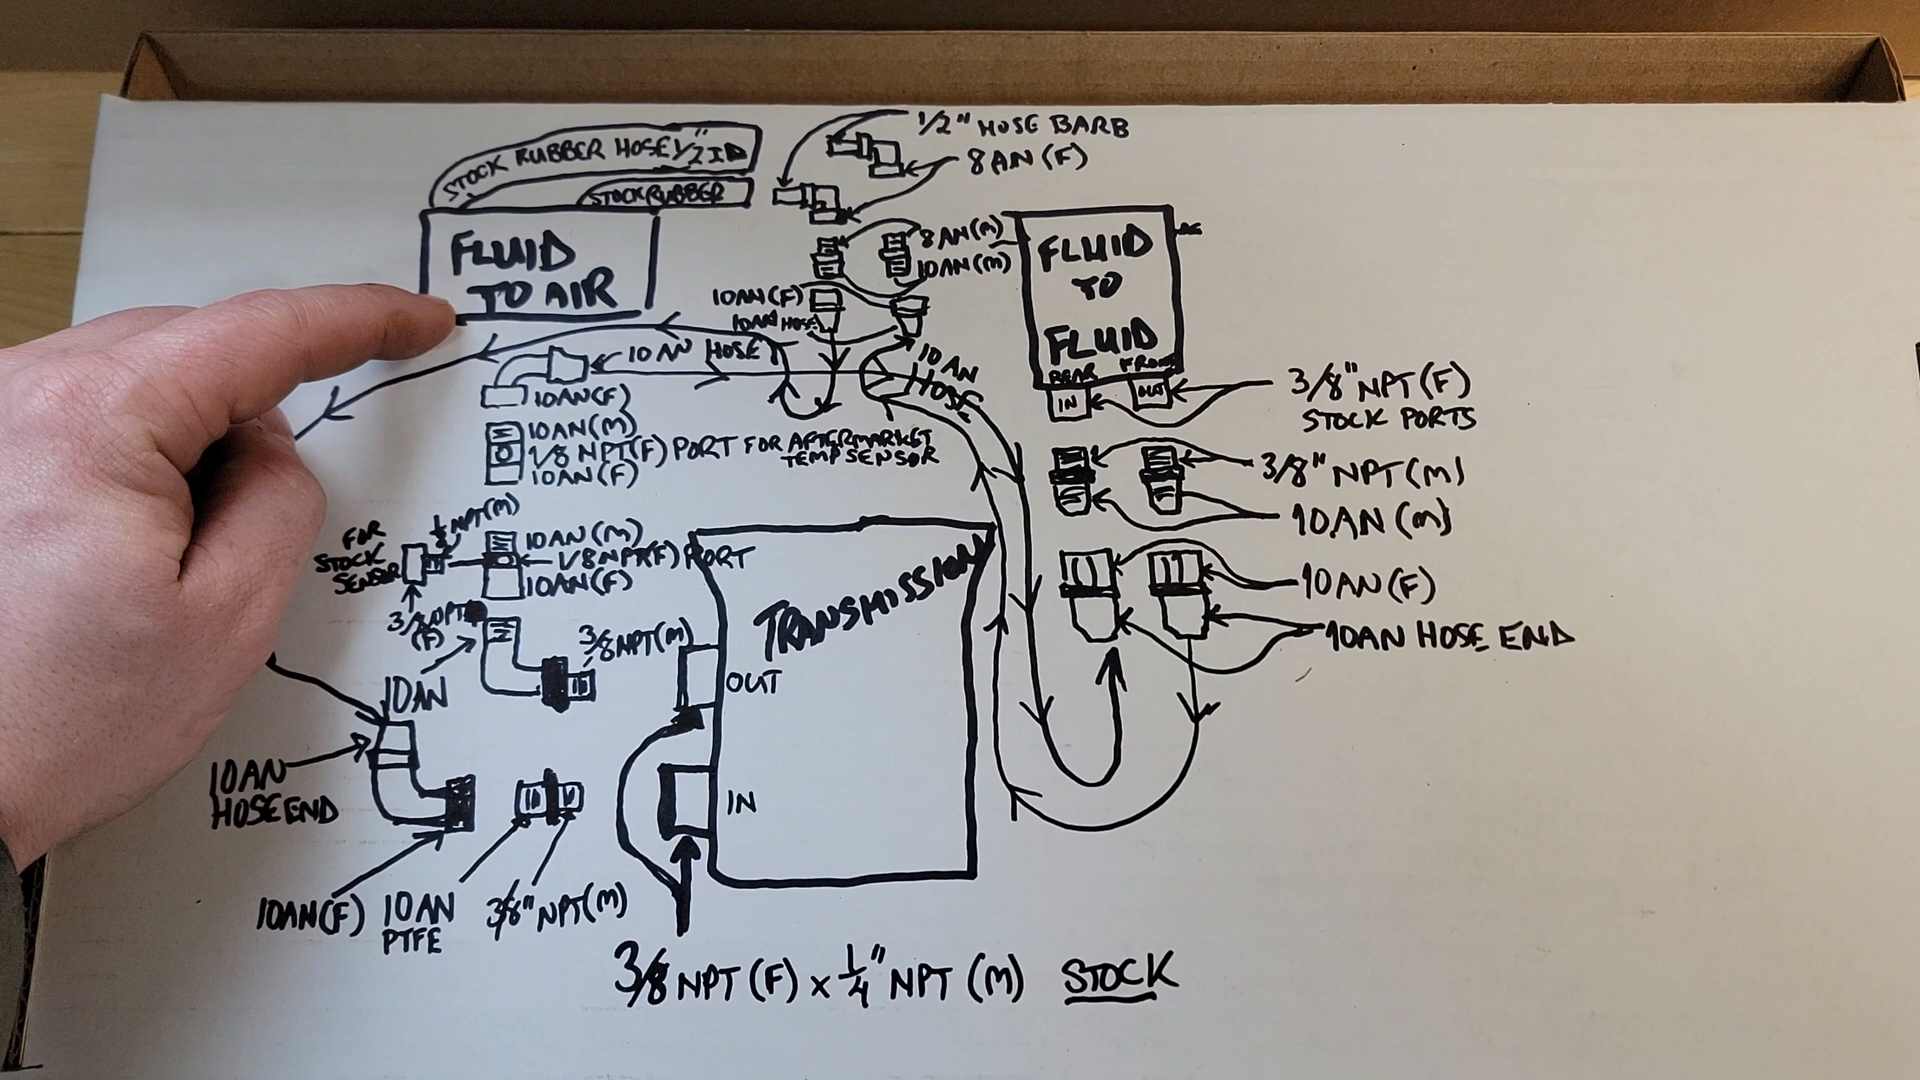 1/2" HOSE BARB
8AN(F)
STOCK RUBBER HOSE 1/2" ID
STOCK RUBBER
FLUID
TO AIR
8AN(M)
10AN(M)
10AN(F)
10AN HOSE
FLUID
TO
FLUID
REAR
FRONT
IN
OUT
3/8" NPT(F)
STOCK PORTS
10 AN HOSE
10AN(F)
10 AN
HOSE
10AN(M)
1/8 NPT(F) PORT FOR AFTERMARKET
TEMP SENSOR
10AN(F)
3/8" NPT(M)
10AN(M)
FOR
STOCK
SENSOR
NPT(M)
10AN(M)
1/8 NPT(F) PORT
10AN(F)
(F)
10AN
3/8 NPT(M)
TRANSMISSION
OUT
IN
10AN(F)
10AN HOSE END
10AN
HOSE END
10AN(F)
10AN
PTFE
3/8" NPT(M)
3/8 NPT (F) x 1/4" NPT (M) STOCK